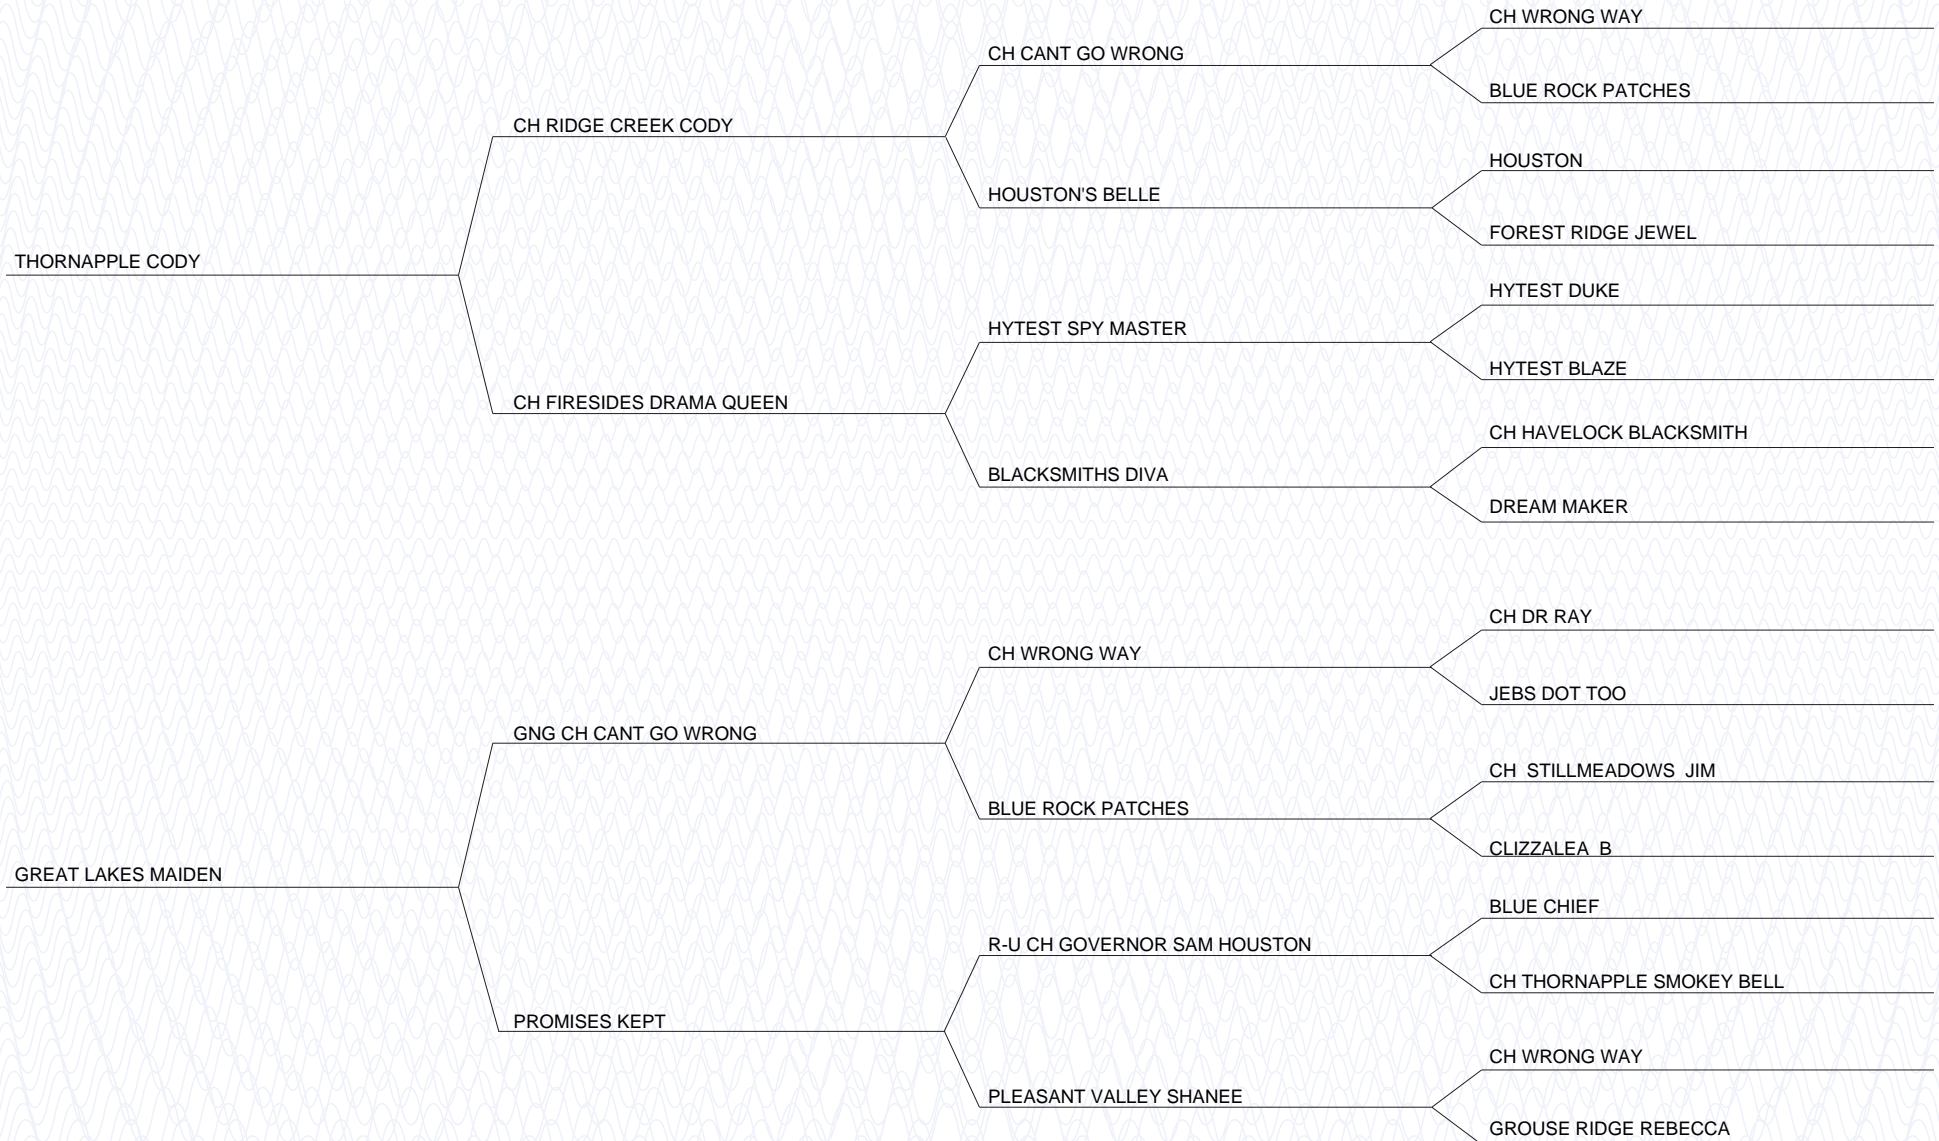 CH WRONG WAY
CH CANT GO WRONG
BLUE ROCK PATCHES
CH RIDGE CREEK CODY
HOUSTON
HOUSTON'S BELLE
FOREST RIDGE JEWEL
THORNAPPLE CODY
HYTEST DUKE
HYTEST SPY MASTER
HYTEST BLAZE
CH FIRESIDES DRAMA QUEEN
CH HAVELOCK BLACKSMITH
BLACKSMITHS DIVA
DREAM MAKER
CH DR RAY
CH WRONG WAY
JEBS DOT TOO
GNG CH CANT GO WRONG
CH  STILLMEADOWS  JIM
BLUE ROCK PATCHES
CLIZZALEA  B
GREAT LAKES MAIDEN
BLUE CHIEF
R-U CH GOVERNOR SAM HOUSTON
CH THORNAPPLE SMOKEY BELL
PROMISES KEPT
CH WRONG WAY
PLEASANT VALLEY SHANEE
GROUSE RIDGE REBECCA